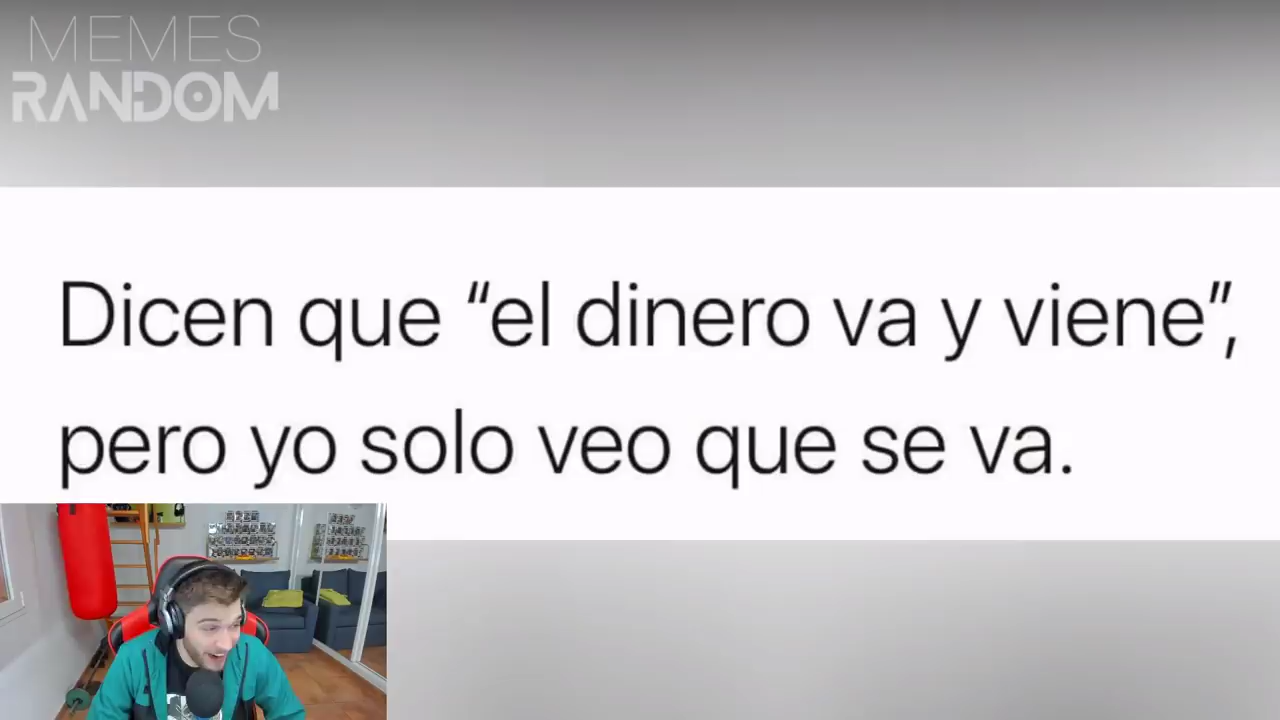 MEMES
RANDOM
Dicen que “el dinero va y viene”,
pero yo solo veo que se va.